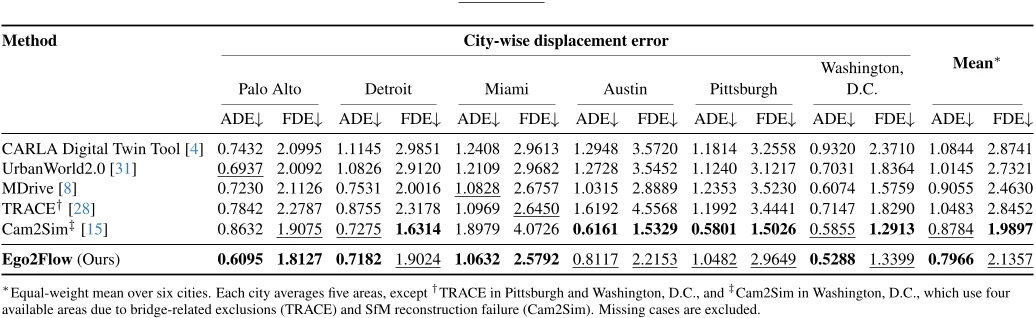 Method City-wise displacement error Mean*
Palo Alto Detroit Miami Austin Pittsburgh Washington, D.C.
ADE↓ FDE↓ ADE↓ FDE↓ ADE↓ FDE↓ ADE↓ FDE↓ ADE↓ FDE↓ ADE↓ FDE↓ ADE↓ FDE↓
CARLA Digital Twin Tool [4] 0.7432 2.0995 1.1145 2.9851 1.2408 2.9613 1.2948 3.5720 1.1814 3.2558 0.9320 2.3710 1.0844 2.8741
UrbanWorld2.0 [31] 0.6937 2.0092 1.0826 2.9120 1.2109 2.9682 1.2728 3.5452 1.1240 3.1217 0.7031 1.8364 1.0145 2.7321
MDrive [8] 0.7230 2.1126 0.7531 2.0016 1.0828 2.6757 1.0315 2.8889 1.2353 3.5230 0.6074 1.5759 0.9055 2.4630
TRACE† [28] 0.7842 2.2787 0.8755 2.3178 1.0969 2.6450 1.6192 4.5568 1.1992 3.4441 0.7147 1.8290 1.0483 2.8452
Cam2Sim‡ [15] 0.8632 1.9075 0.7275 1.6314 1.8979 4.0726 0.6161 1.5329 0.5801 1.5026 0.5855 1.2913 0.8784 1.9897
Ego2Flow (Ours) 0.6095 1.8127 0.7182 1.9024 1.0632 2.5792 0.8117 2.2153 1.0482 2.9649 0.5288 1.3399 0.7966 2.1357
*Equal-weight mean over six cities. Each city averages five areas, except †TRACE in Pittsburgh and Washington, D.C., and ‡Cam2Sim in Washington, D.C., which use four
available areas due to bridge-related exclusions (TRACE) and SfM reconstruction failure (Cam2Sim). Missing cases are excluded.